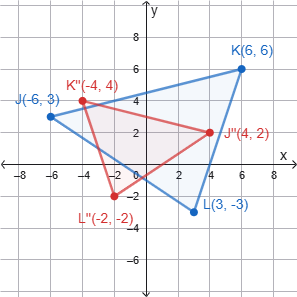 y
8
K(6, 6)
6
K"(-4, 4)
J(-6, 3)
4
2
J"(4, 2)
x
−8 −6 −4 −2 0 2 4 6 8
−2
L"(-2, -2)
L(3, -3)
−4
−6